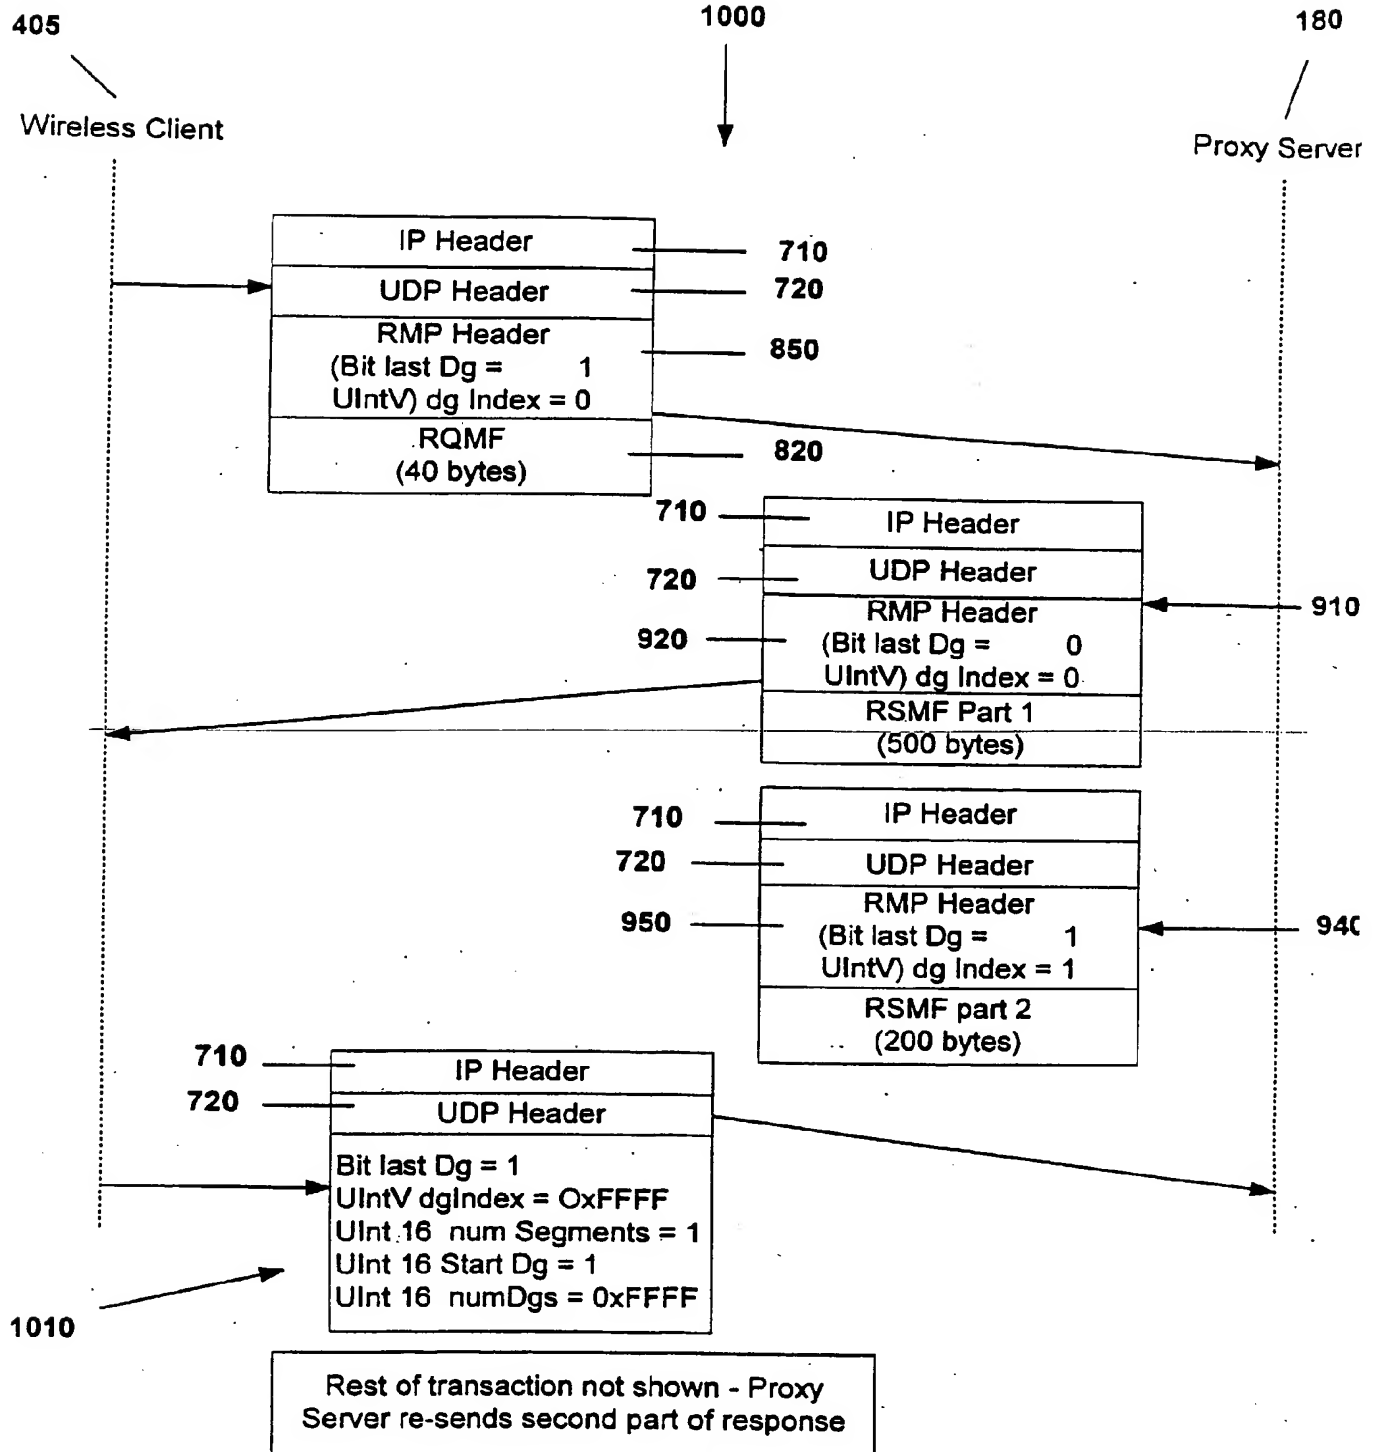 405
1000
180
Wireless Client
Proxy Server
IP Header
710
UDP Header
720
RMP Header
850
(Bit last Dg = 1
UIntV) dg Index = 0
RQMF
820
(40 bytes)
710
IP Header
720
UDP Header
910
RMP Header
920
(Bit last Dg = 0
UIntV) dg Index = 0
RSMF Part 1
(500 bytes)
710
IP Header
720
UDP Header
950
RMP Header
940
(Bit last Dg = 1
UIntV) dg Index = 1
RSMF part 2
(200 bytes)
710
IP Header
720
UDP Header
Bit last Dg = 1
UIntV dgIndex = OxFFFF
UInt 16 num Segments = 1
UInt 16 Start Dg = 1
UInt 16 numDgs = 0xFFFF
1010
Rest of transaction not shown - Proxy
Server re-sends second part of response